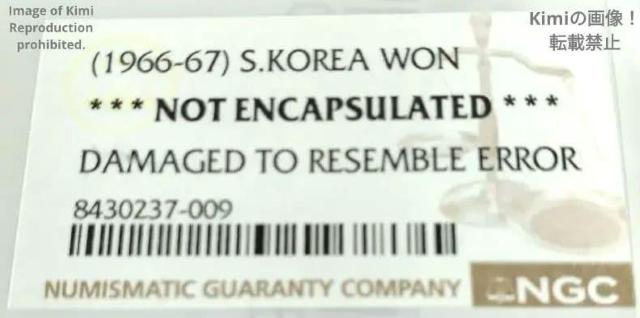 Image of Kimi
Reproduction
prohibited.
Kimiの画像！
転載禁止
(1966-67) S.KOREA WON
*** NOT ENCAPSULATED ***
DAMAGED TO RESEMBLE ERROR
8430237-009
NUMISMATIC GUARANTY COMPANY NGC